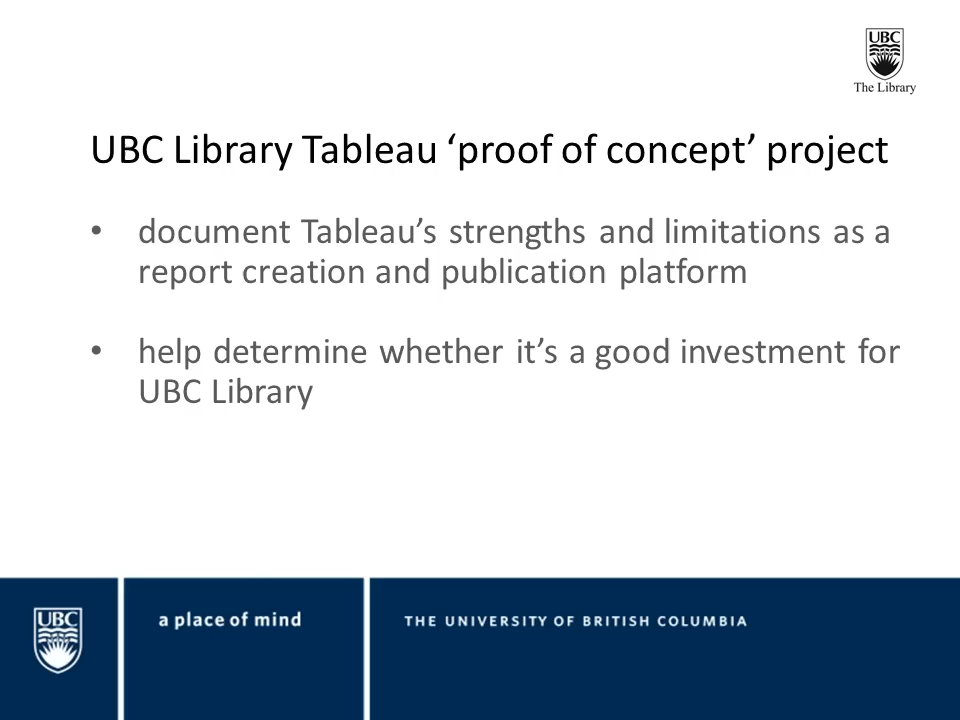 UBC
The Library
UBC Library Tableau ‘proof of concept’ project
• document Tableau’s strengths and limitations as a
report creation and publication platform
• help determine whether it’s a good investment for
UBC Library
UBC
a place of mind
THE UNIVERSITY OF BRITISH COLUMBIA